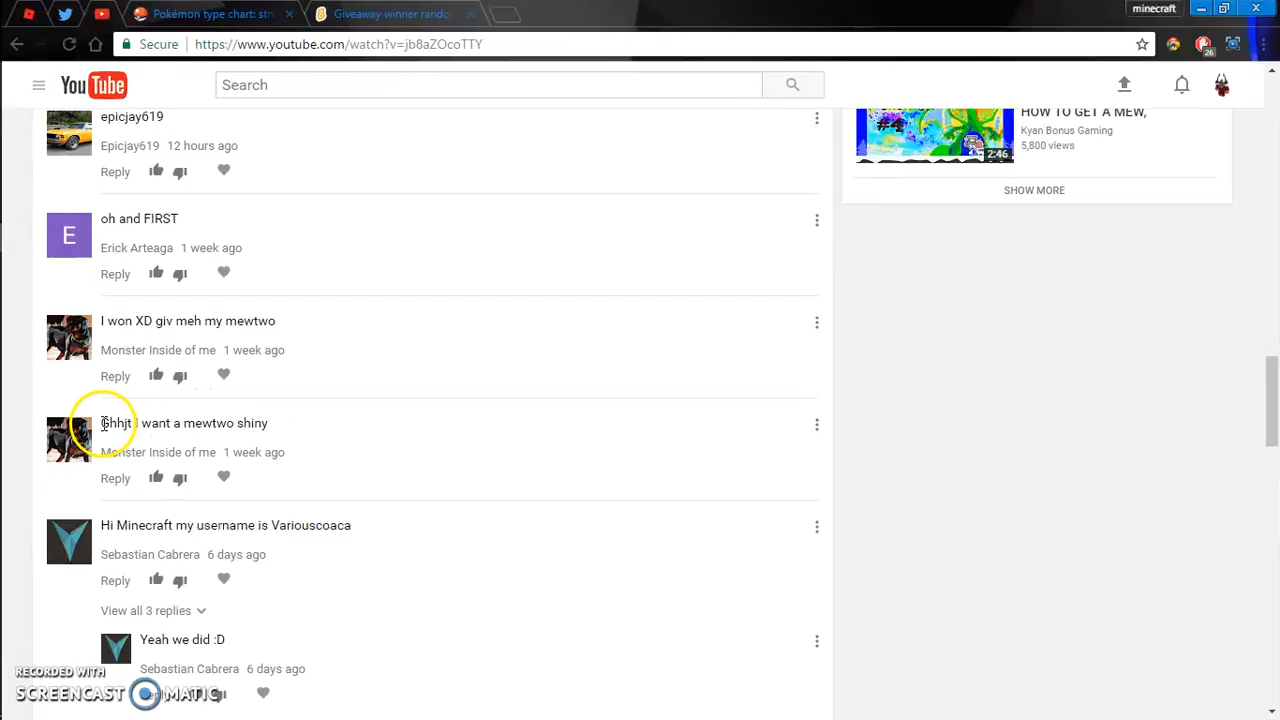 minecraft
Pokémon type chart: str
Giveaway winner rando
Secure https://www.youtube.com/watch?v=jb8aZOcoTTY
26
YouTube
Search
epicjay619
Epicjay619 12 hours ago
Reply
oh and FIRST
E
Erick Arteaga 1 week ago
Reply
I won XD giv meh my mewtwo
Monster Inside of me 1 week ago
Reply
Ghhjt I want a mewtwo shiny
Monster Inside of me 1 week ago
Reply
Hi Minecraft my username is Variouscoaca
Sebastian Cabrera 6 days ago
Reply
View all 3 replies
Yeah we did :D
Sebastian Cabrera 6 days ago
#4
2:46
HOW TO GET A MEW,
Kyan Bonus Gaming
5,800 views
SHOW MORE
RECORDED WITH
SCREENCAST MATIC